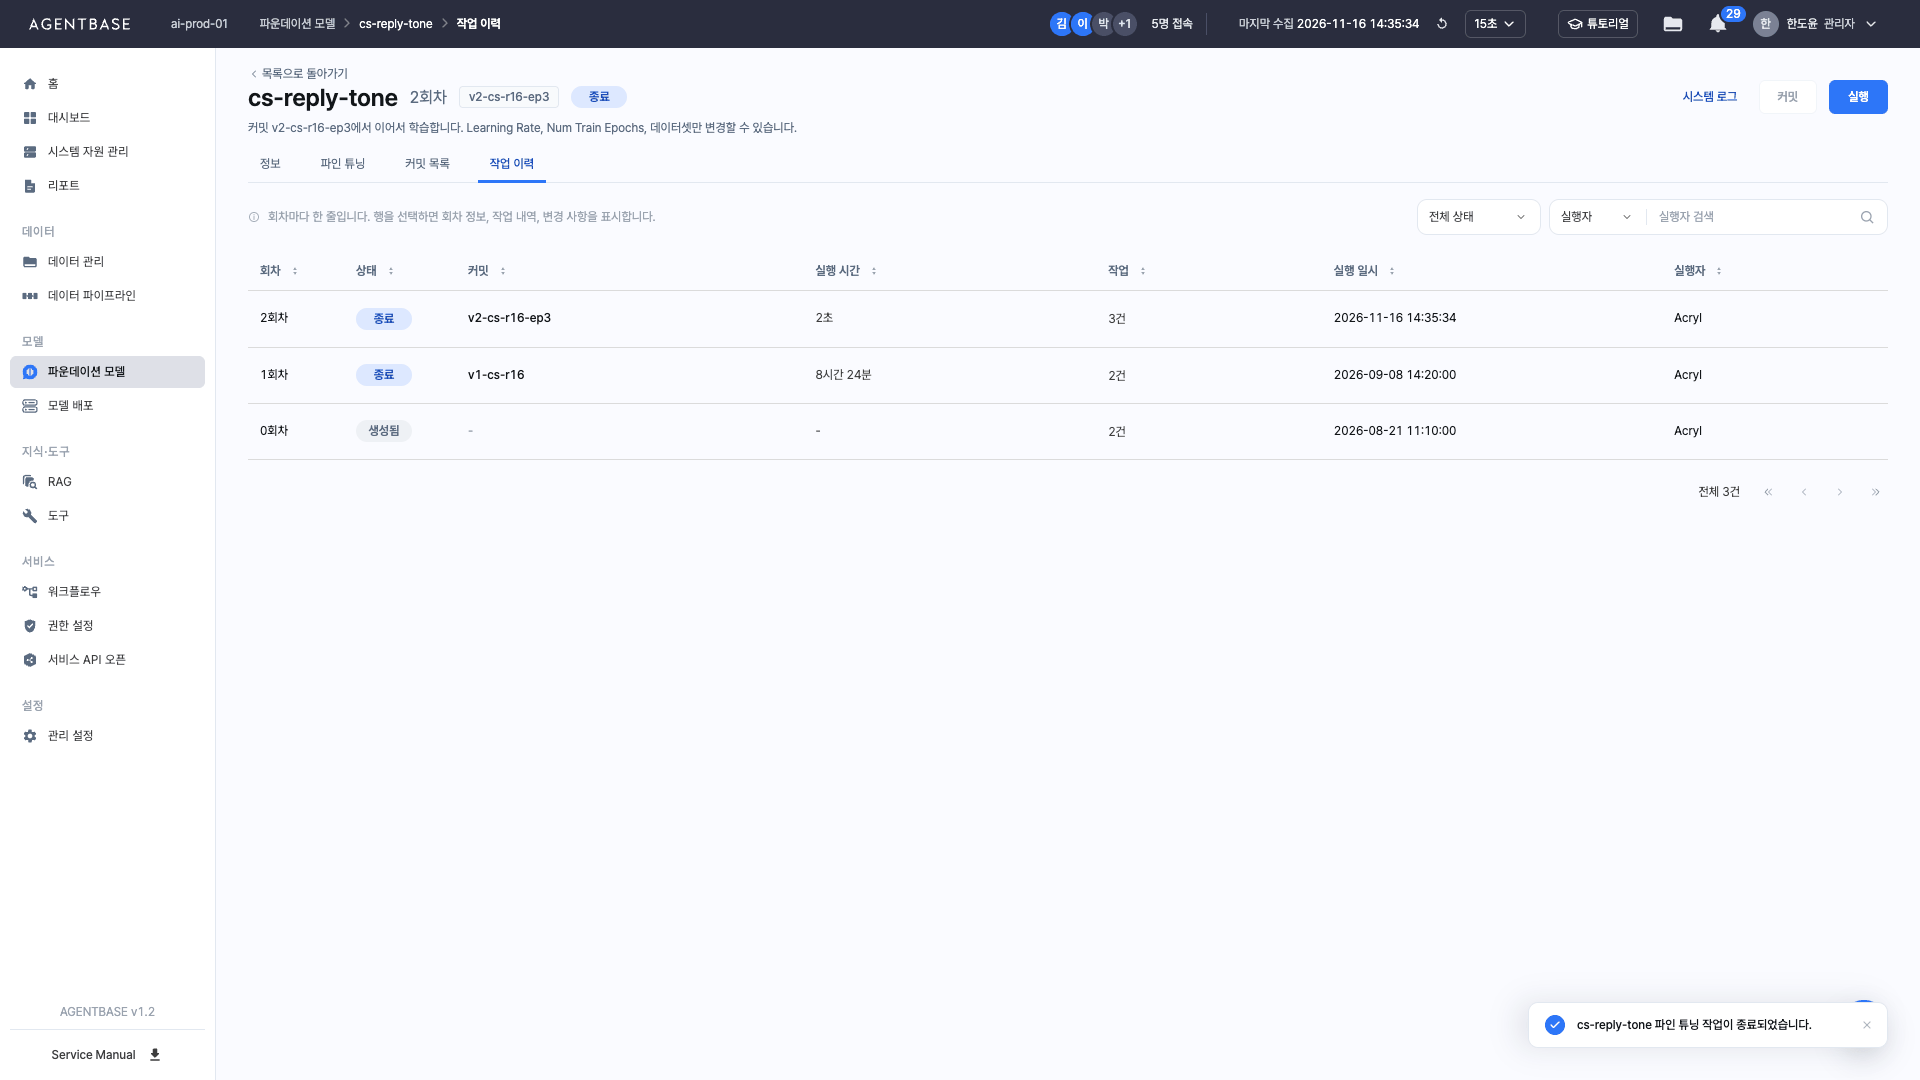 AGENTBASE
ai-prod-01
파운데이션 모델 > cs-reply-tone > 작업 이력
김 이 박 +1 5명 접속
마지막 수집 2026-11-16 14:35:34
15초
튜토리얼
29
한 한도윤 관리자
홈
대시보드
시스템 자원 관리
리포트
데이터
데이터 관리
데이터 파이프라인
모델
파운데이션 모델
모델 배포
지식·도구
RAG
도구
서비스
워크플로우
권한 설정
서비스 API 오픈
설정
관리 설정
AGENTBASE v1.2
Service Manual
목록으로 돌아가기
cs-reply-tone 2회차 v2-cs-r16-ep3 종료
시스템 로그 커밋 실행
커밋 v2-cs-r16-ep3에서 이어서 학습합니다. Learning Rate, Num Train Epochs, 데이터셋만 변경할 수 있습니다.
정보 파인 튜닝 커밋 목록 작업 이력
회차마다 한 줄입니다. 행을 선택하면 회차 정보, 작업 내역, 변경 사항을 표시합니다.
전체 상태 실행자 실행자 검색
회차 상태 커밋 실행 시간 작업 실행 일시 실행자
2회차 종료 v2-cs-r16-ep3 2초 3건 2026-11-16 14:35:34 Acryl
1회차 종료 v1-cs-r16 8시간 24분 2건 2026-09-08 14:20:00 Acryl
0회차 생성됨 - - 2건 2026-08-21 11:10:00 Acryl
전체 3건 « ‹ › »
cs-reply-tone 파인 튜닝 작업이 종료되었습니다.